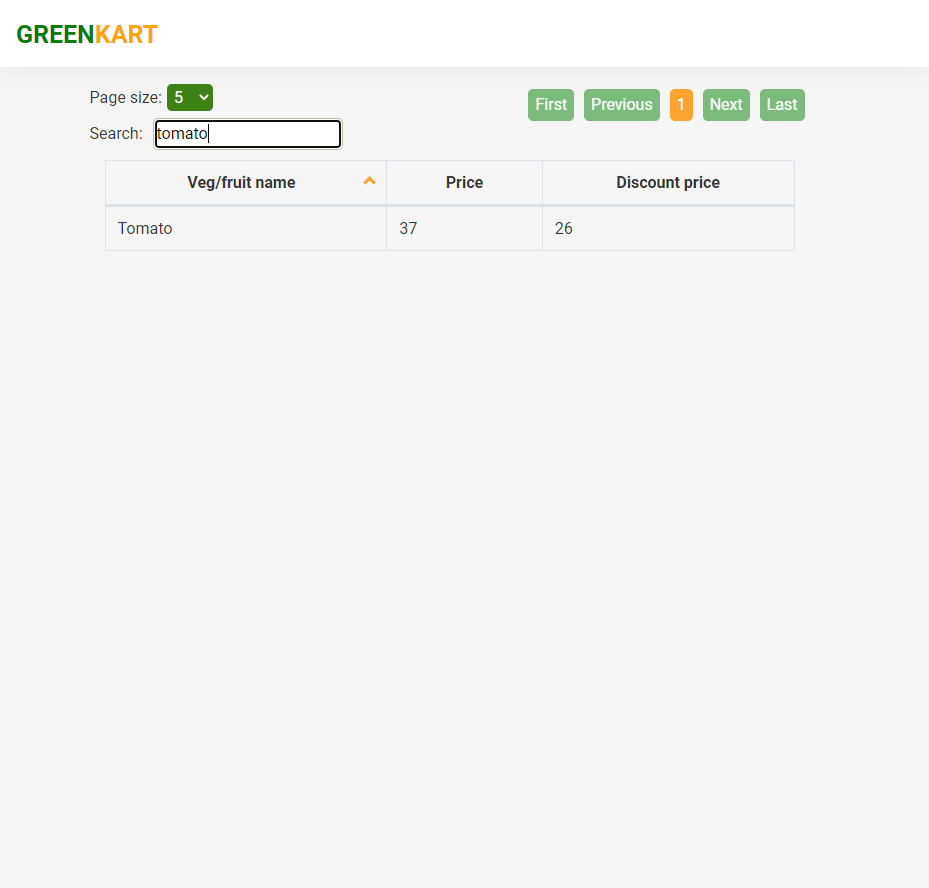 GREENKART
Page size: 5
First Previous 1 Next Last
Search: tomato
Veg/fruit name Price Discount price
Tomato 37 26